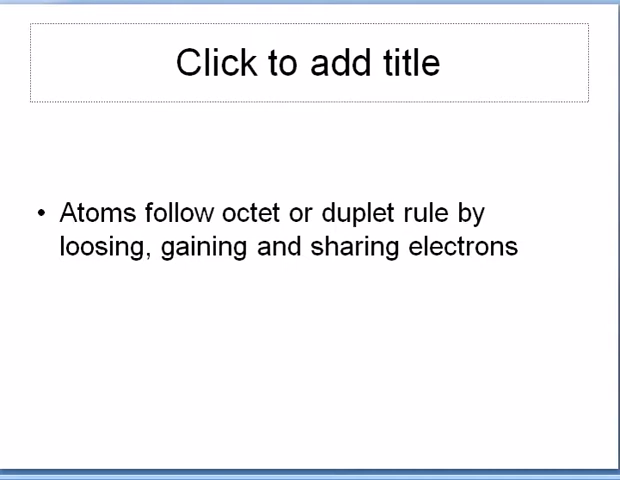 Click to add title
• Atoms follow octet or duplet rule by
loosing, gaining and sharing electrons